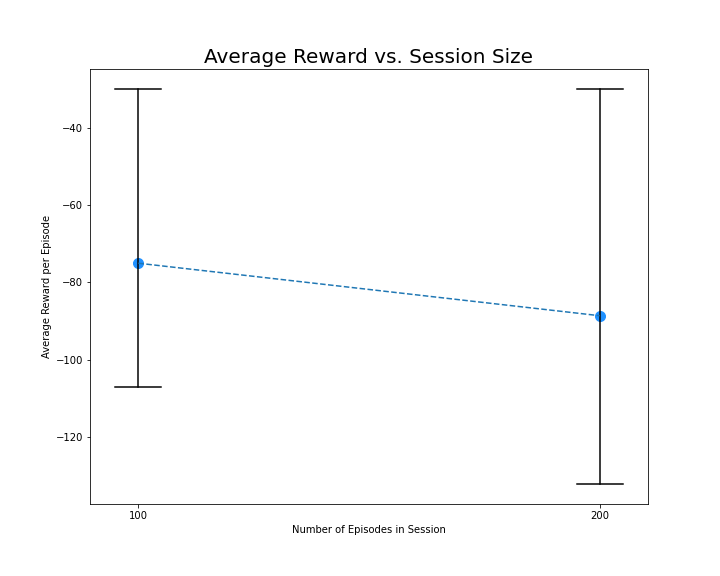 Average Reward vs. Session Size
Average Reward per Episode
−40
−60
−80
−100
−120
100
200
Number of Episodes in Session